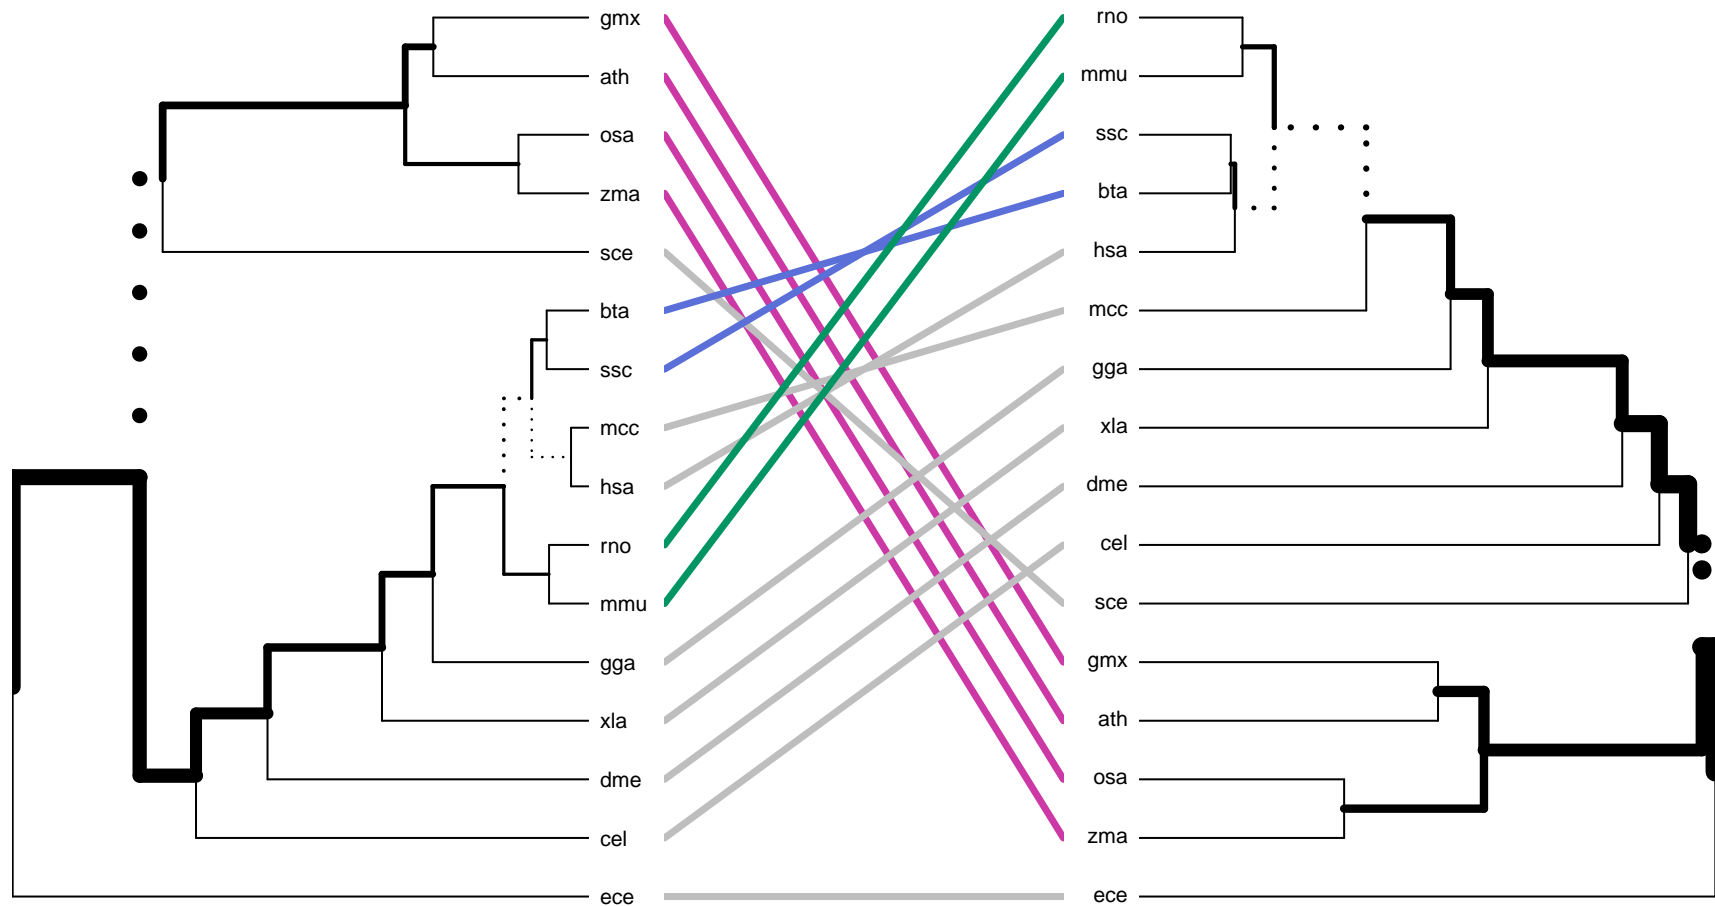 gmx
ath
osa
zma
sce
bta
ssc
mcc
hsa
rno
mmu
gga
xla
dme
cel
ece
rno
mmu
ssc
bta
hsa
mcc
gga
xla
dme
cel
sce
gmx
ath
osa
zma
ece